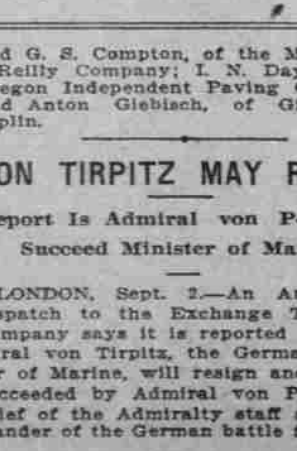 d G. S. Compton, of the M
Reilly Company; I. N. Day
egon Independent Paving
d Anton Giebisch, of Gi
plin.
ON TIRPITZ MAY R
eport Is Admiral von P
Succeed Minister of Ma
LONDON, Sept. 2.—An A
spatch to the Exchange T
ompany says it is reported
ral von Tirpitz, the Germa
r of Marine, will resign an
cceeded by Admiral von P
ief of the Admiralty staff
ander of the German battle